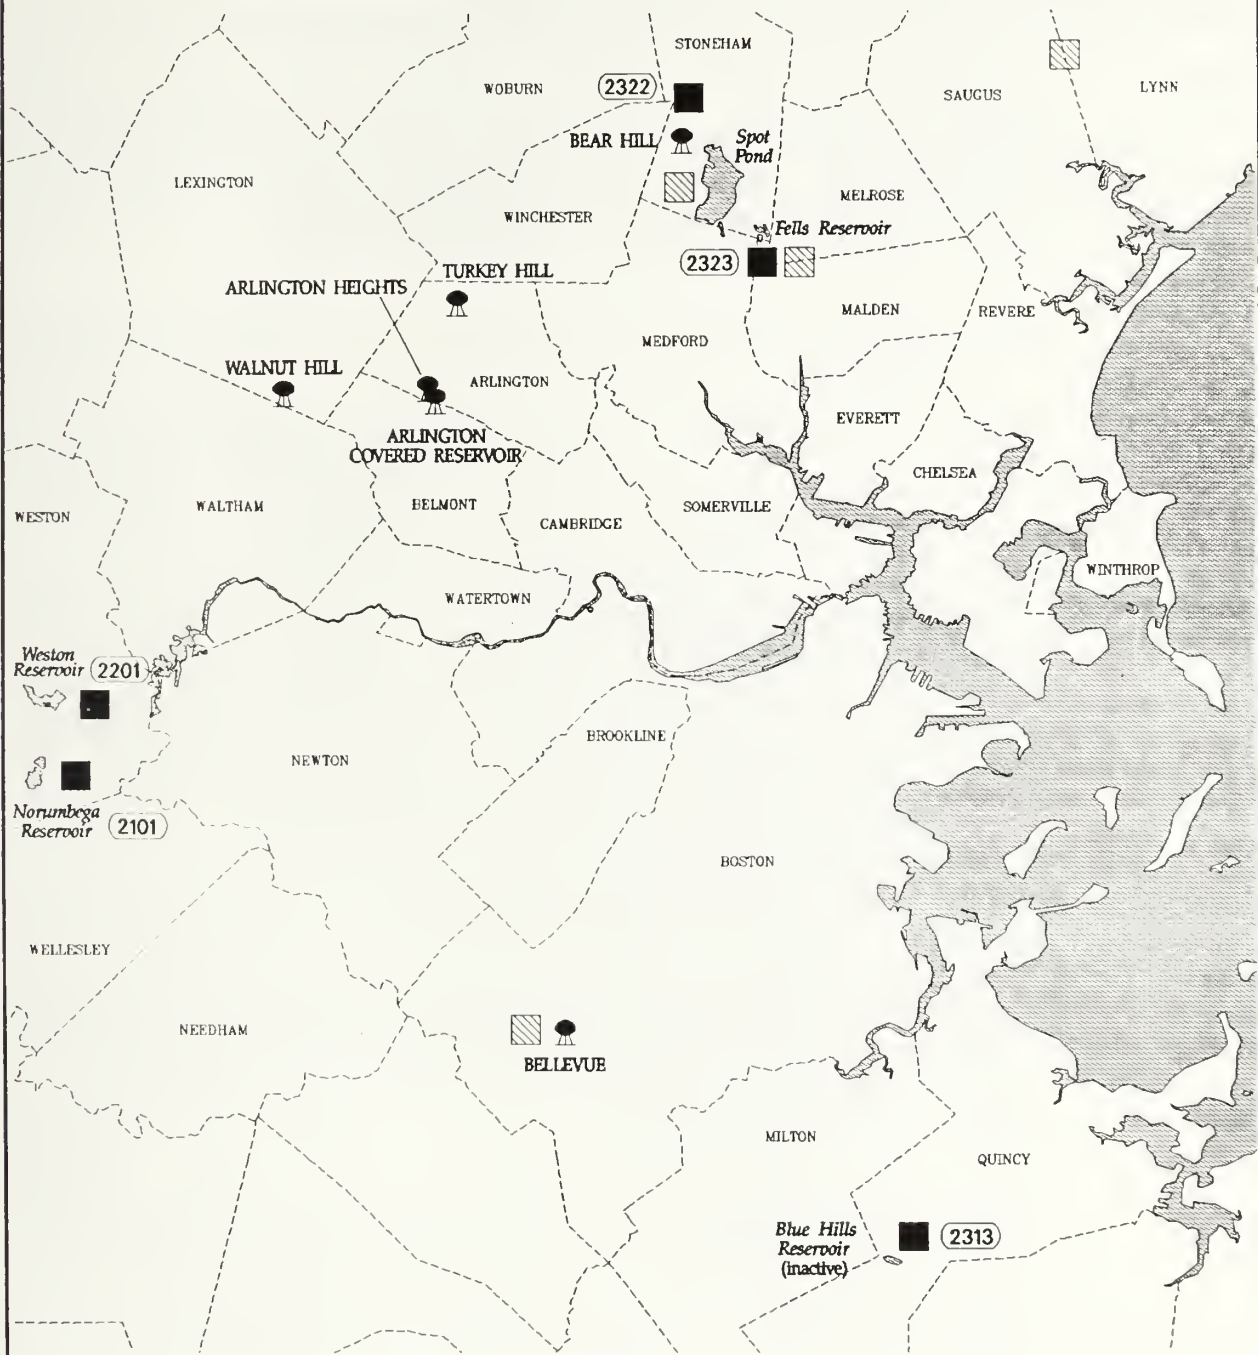 STONEHAM
LYNN
WOBURN
2322
SAUGUS
BEAR HILL
Spot
Pond
LEXINGTON
MELROSE
WINCHESTER
Fells Reservoir
2323
TURKEY HILL
ARLINGTON HEIGHTS
MALDEN
REVERE
MEDFORD
WALNUT HILL
ARLINGTON
EVERETT
ARLINGTON
COVERED RESERVOIR
CHELSEA
WESTON
WALTHAM
BELMONT
CAMBRIDGE
SOMERVILLE
WINTHROP
WATERTOWN
Weston
Reservoir
2201
BROOKLINE
NEWTON
Norumbega
Reservoir
2101
BOSTON
WELLESLEY
NEEDHAM
BELLEVUE
MILTON
QUINCY
Blue Hills
Reservoir
(inactive)
2313